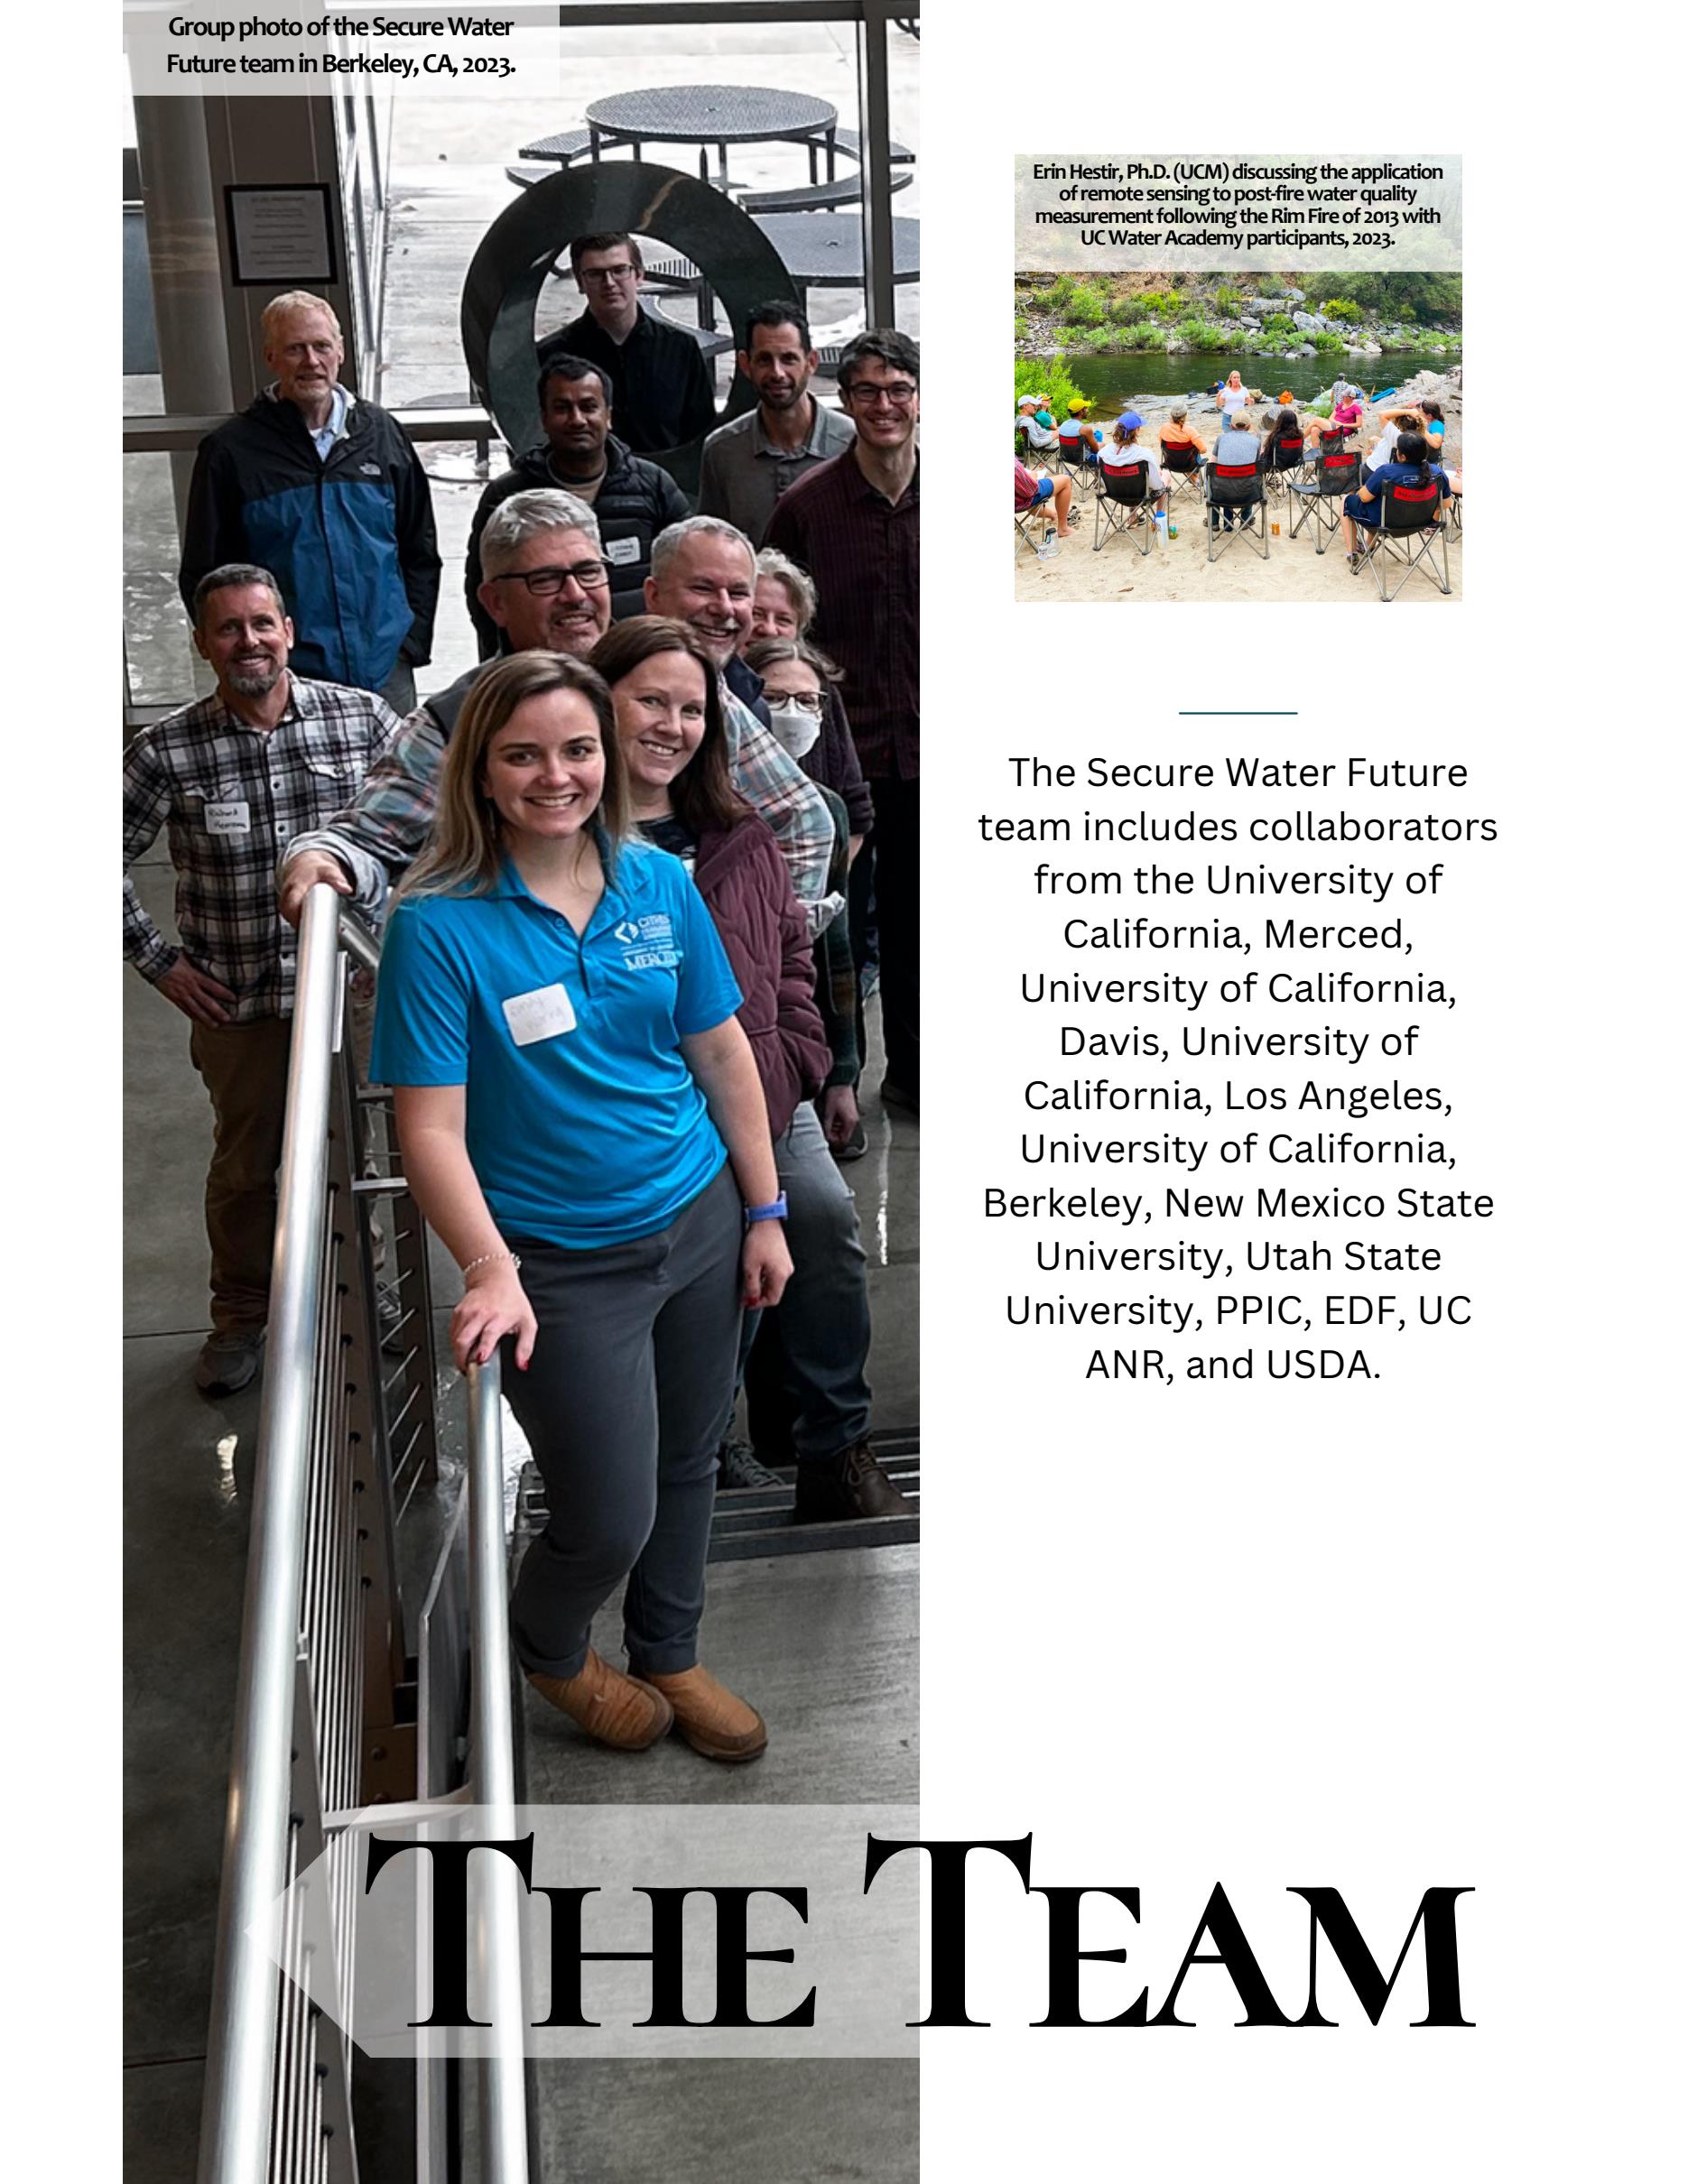 Group photo of the Secure Water
Future team in Berkeley, CA, 2023.
Erin Hestir, Ph.D. (UCM) discussing the application
of remote sensing to post-fire water quality
measurement following the Rim Fire of 2013 with
UC Water Academy participants, 2023.
The Secure Water Future
team includes collaborators
from the University of
California, Merced,
University of California,
Davis, University of
California, Los Angeles,
University of California,
Berkeley, New Mexico State
University, Utah State
University, PPIC, EDF, UC
ANR, and USDA.
CITRIS
MERCED
Richard
THE TEAM